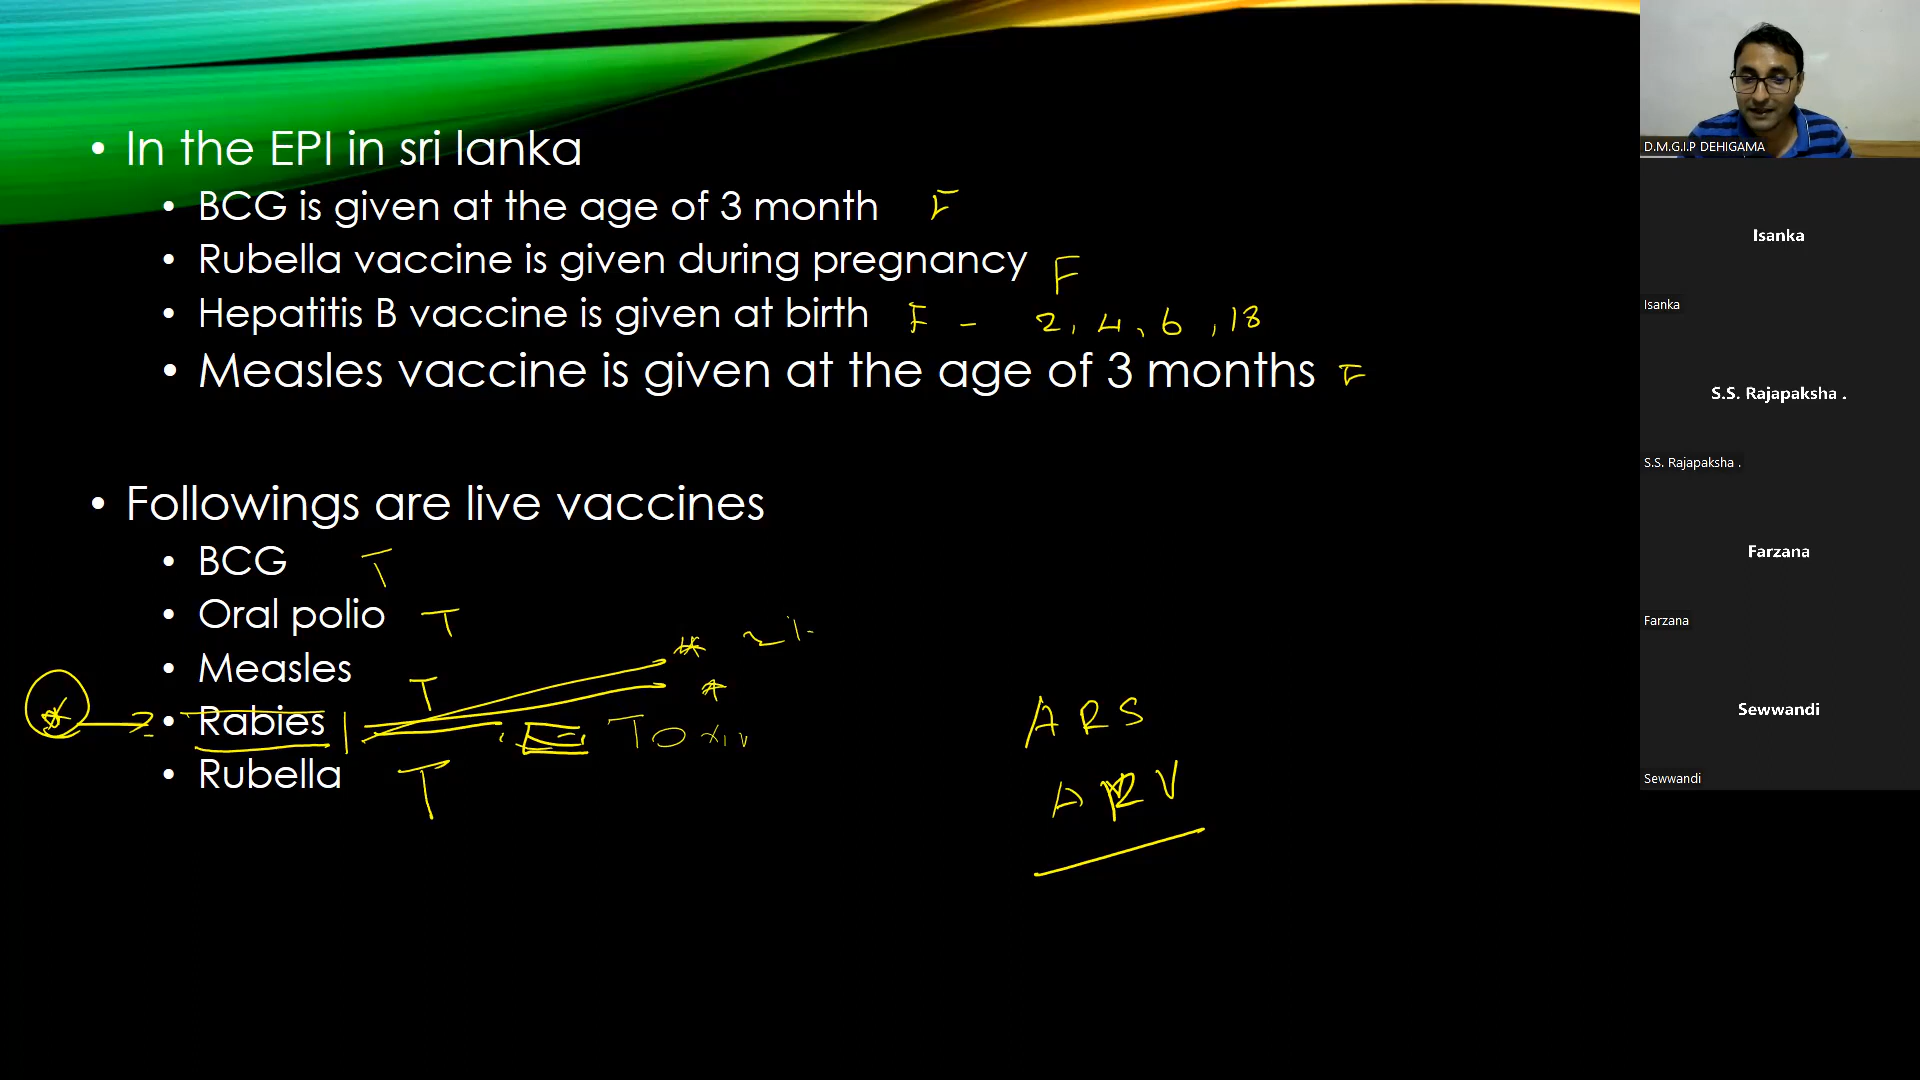 In the EPI in sri lanka
BCG is given at the age of 3 month F
Rubella vaccine is given during pregnancy F
Hepatitis B vaccine is given at birth F - 2, 4, 6, 18
Measles vaccine is given at the age of 3 months F
Followings are live vaccines
BCG T
Oral polio T
Measles T
Rabies
Rubella T
ARS
ARV
D.M.G.I.P DEHIGAMA
Isanka
Isanka
S.S. Rajapaksha .
S.S. Rajapaksha .
Farzana
Farzana
Sewwandi
Sewwandi